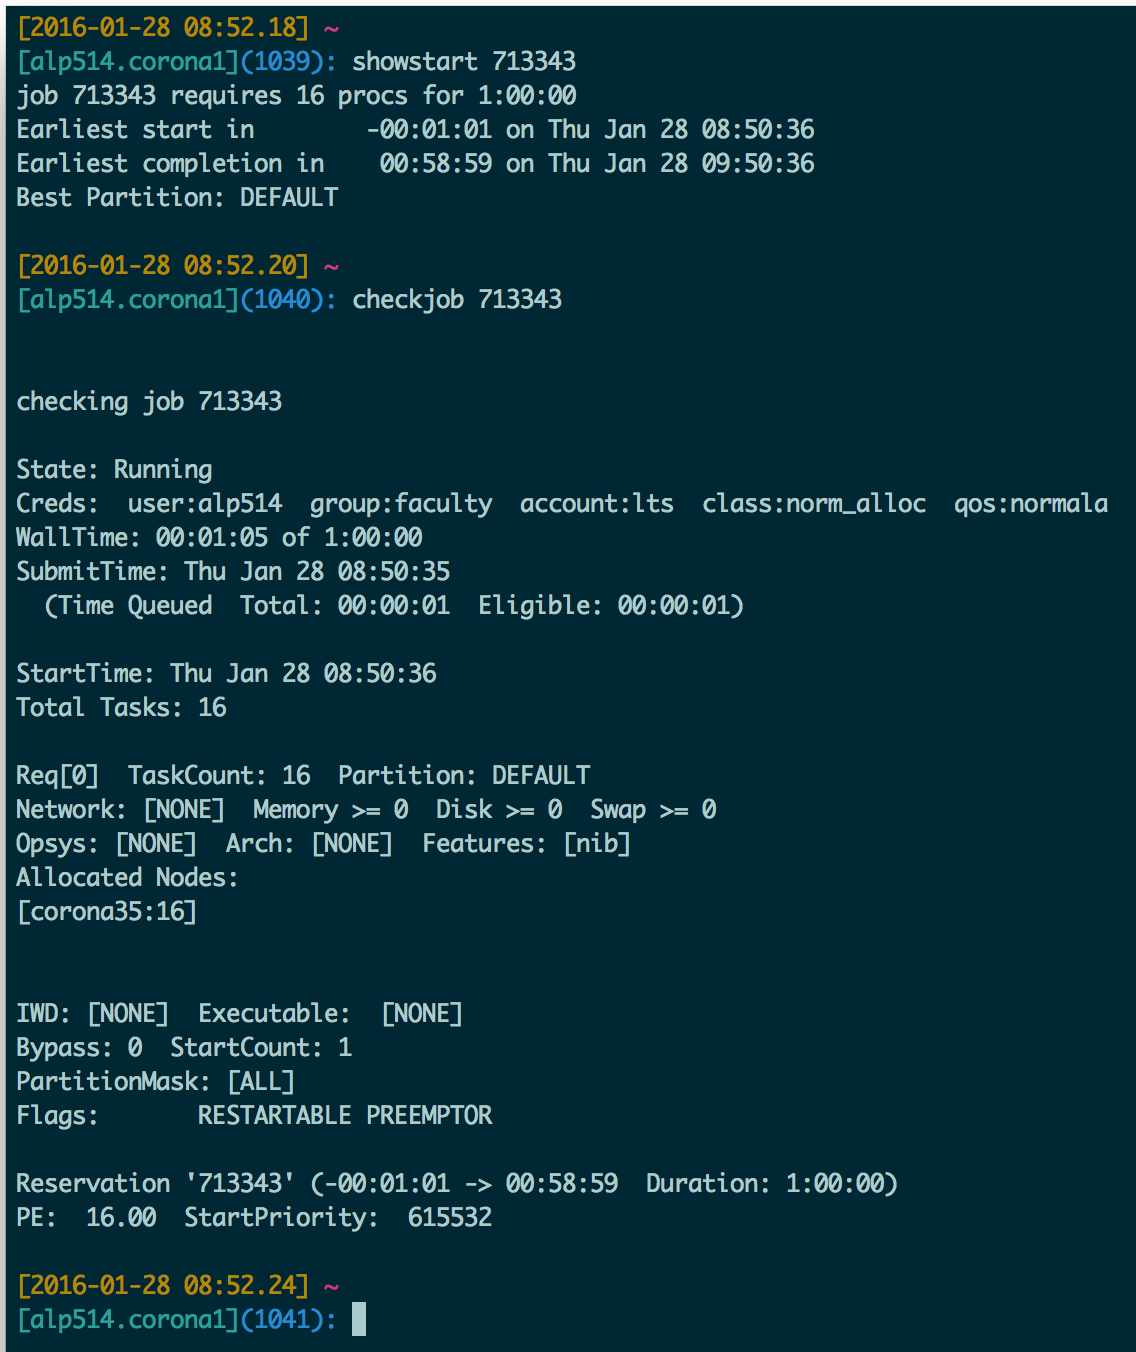 [2016-01-28 08:52.18] ~
[alp514.corona1](1039): showstart 713343
job 713343 requires 16 procs for 1:00:00
Earliest start in        -00:01:01 on Thu Jan 28 08:50:36
Earliest completion in    00:58:59 on Thu Jan 28 09:50:36
Best Partition: DEFAULT
[2016-01-28 08:52.20] ~
[alp514.corona1](1040): checkjob 713343
checking job 713343
State: Running
Creds:  user:alp514  group:faculty  account:lts  class:norm_alloc  qos:normala
WallTime: 00:01:05 of 1:00:00
SubmitTime: Thu Jan 28 08:50:35
  (Time Queued  Total: 00:00:01  Eligible: 00:00:01)
StartTime: Thu Jan 28 08:50:36
Total Tasks: 16
Req[0]  TaskCount: 16  Partition: DEFAULT
Network: [NONE]  Memory >= 0  Disk >= 0  Swap >= 0
Opsys: [NONE]  Arch: [NONE]  Features: [nib]
Allocated Nodes:
[corona35:16]
IWD: [NONE]  Executable:  [NONE]
Bypass: 0  StartCount: 1
PartitionMask: [ALL]
Flags:       RESTARTABLE PREEMPTOR
Reservation '713343' (-00:01:01 -> 00:58:59  Duration: 1:00:00)
PE:  16.00  StartPriority:  615532
[2016-01-28 08:52.24] ~
[alp514.corona1](1041):